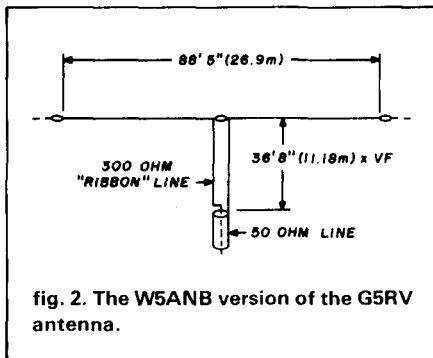 88' 5" (26.9m)
300 OHM
"RIBBON" LINE
36'8" (11.18m) x VF
50 OHM LINE
fig. 2. The W5ANB version of the G5RV
antenna.